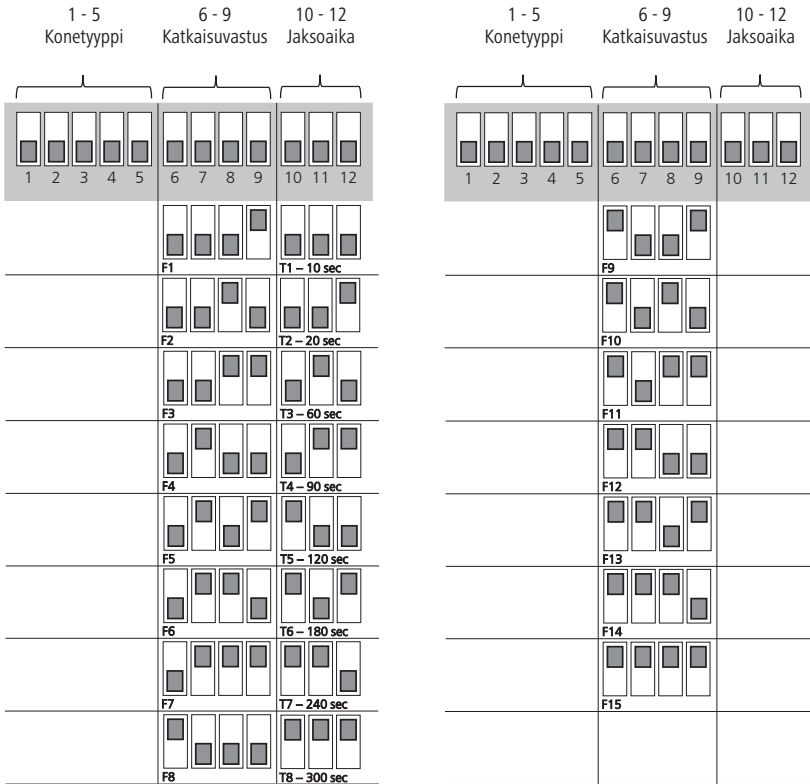 1 - 5
Konetyyppi
6 - 9
Katkaisuvastus
10 - 12
Jaksoaika
1 2 3 4 5 6 7 8 9 10 11 12
F1 T1 – 10 sec
F2 T2 – 20 sec
F3 T3 – 60 sec
F4 T4 – 90 sec
F5 T5 – 120 sec
F6 T6 – 180 sec
F7 T7 – 240 sec
F8 T8 – 300 sec
1 - 5
Konetyyppi
6 - 9
Katkaisuvastus
10 - 12
Jaksoaika
1 2 3 4 5 6 7 8 9 10 11 12
F9
F10
F11
F12
F13
F14
F15